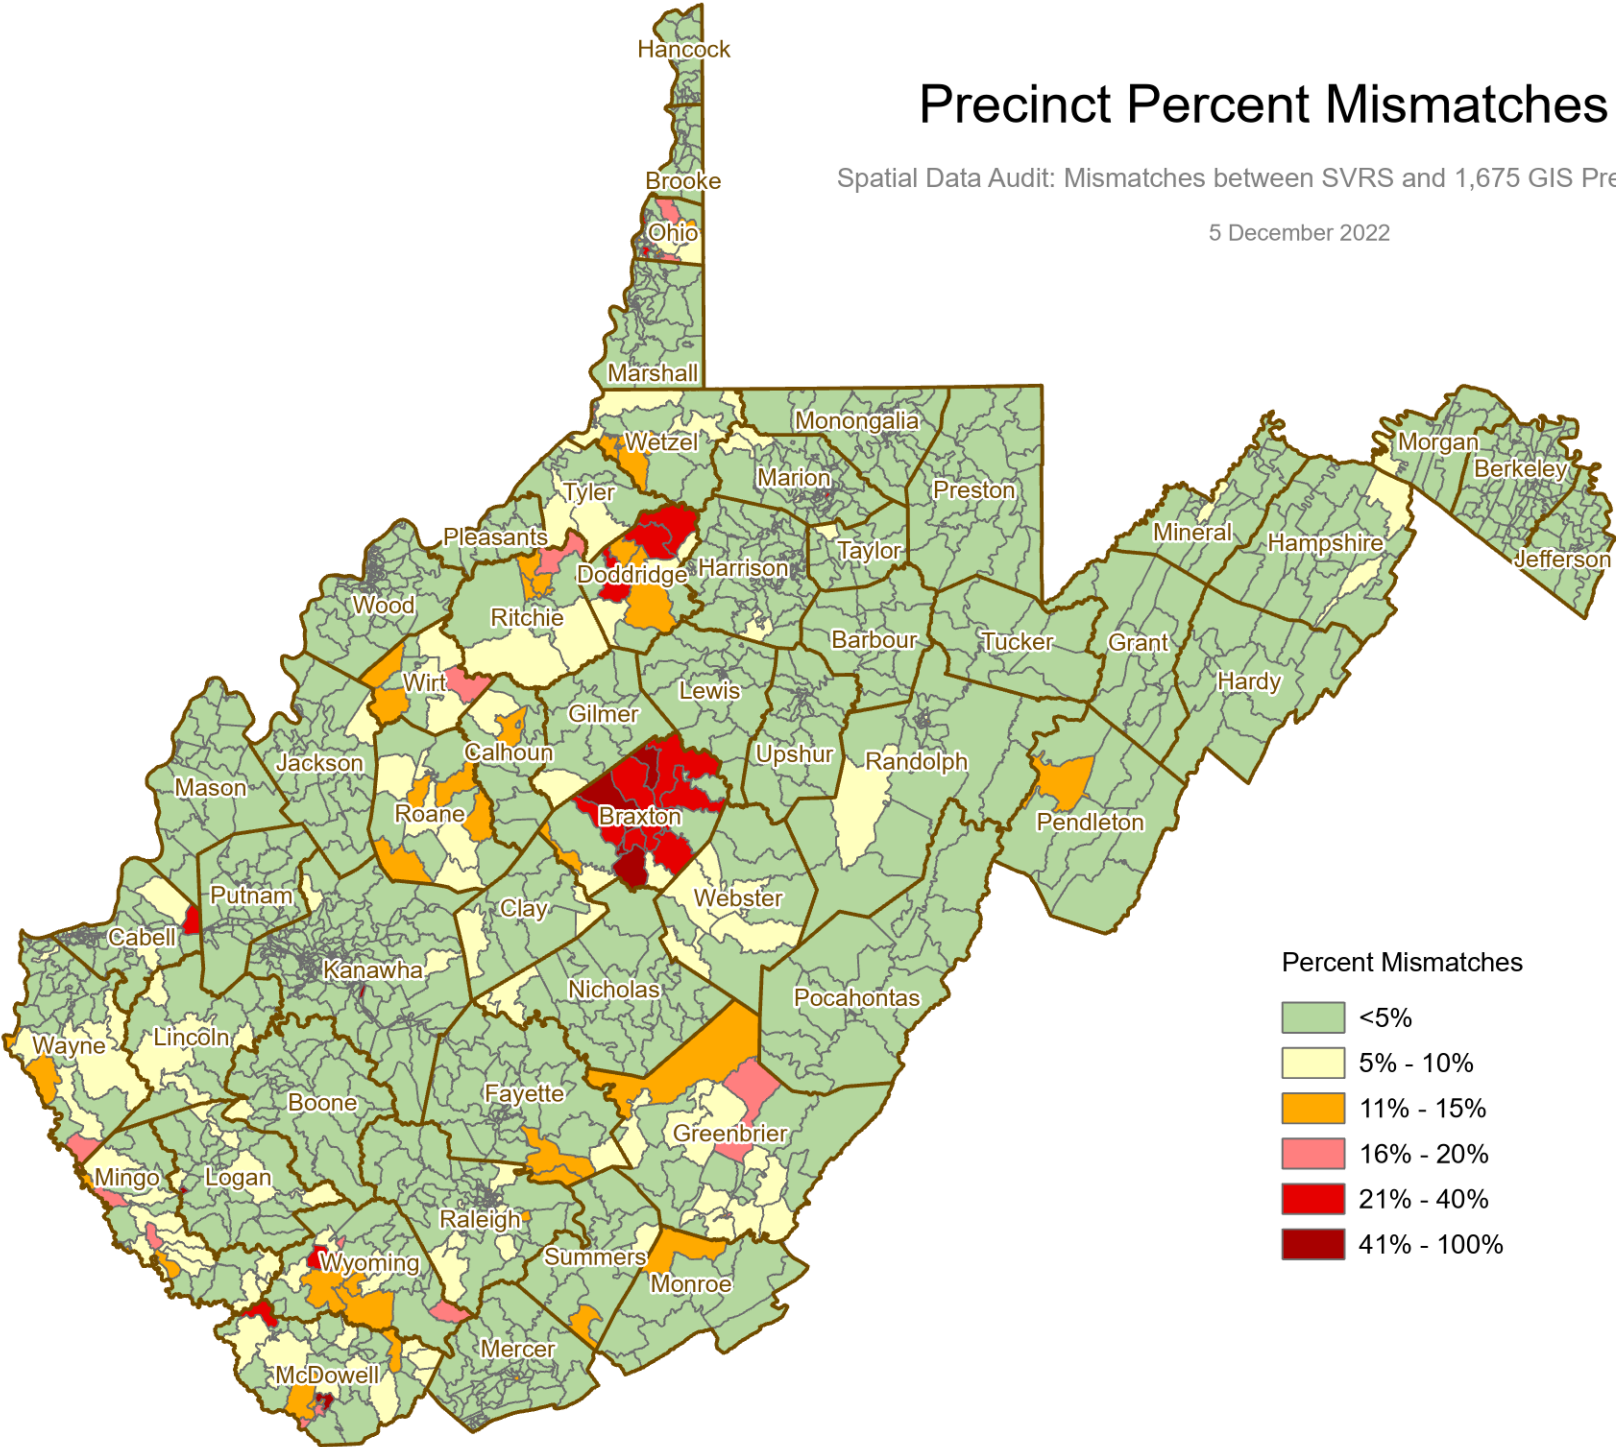 Hancock
Precinct Percent Mismatches
Spatial Data Audit: Mismatches between SVRS and 1,675 GIS Pre
Brooke
Ohio
5 December 2022
Marshall
Monongalia
Wetzel
Morgan
Berkeley
Marion
Tyler
Preston
Pleasants
Mineral
Hampshire
Taylor
Jefferson
Harrison
Doddridge
Wood
Ritchie
Barbour
Tucker
Grant
Wirt
Lewis
Hardy
Gilmer
Calhoun
Upshur
Randolph
Jackson
Mason
Roane
Braxton
Pendleton
Putnam
Webster
Clay
Cabell
Percent Mismatches
Kanawha
Nicholas
Pocahontas
<5%
Lincoln
Wayne
5% - 10%
Fayette
Boone
11% - 15%
Greenbrier
16% - 20%
Mingo
Logan
21% - 40%
Raleigh
41% - 100%
Summers
Wyoming
Monroe
Mercer
McDowell